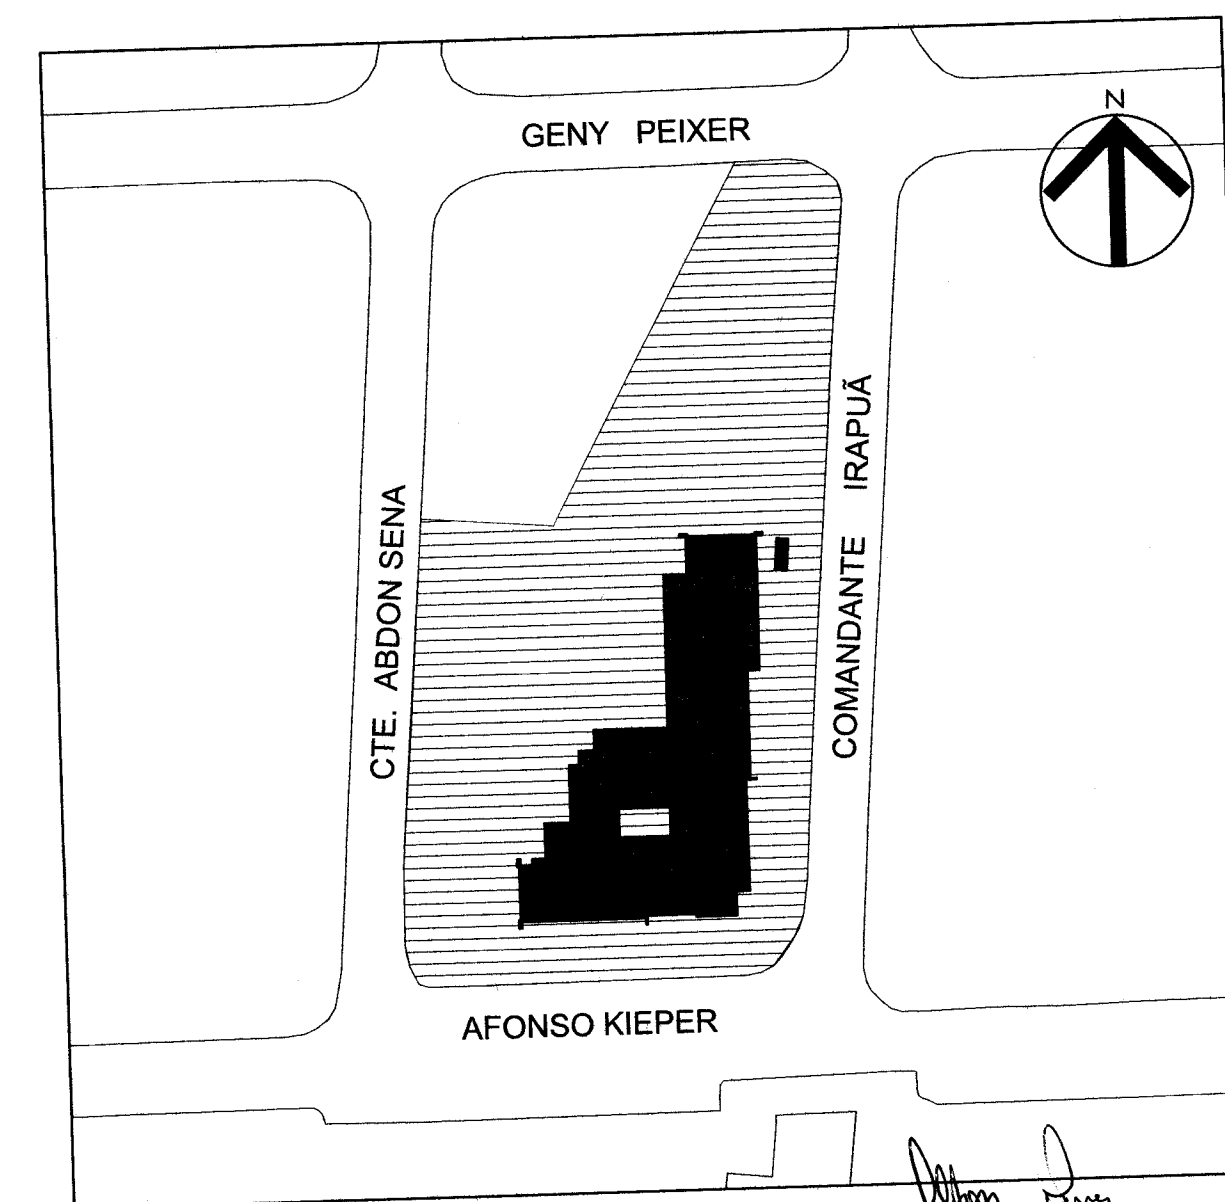 GENY PEIXER
N
COMANDANTE IRAPUÃ
CTE. ABDON SENA
AFONSO KIEPER